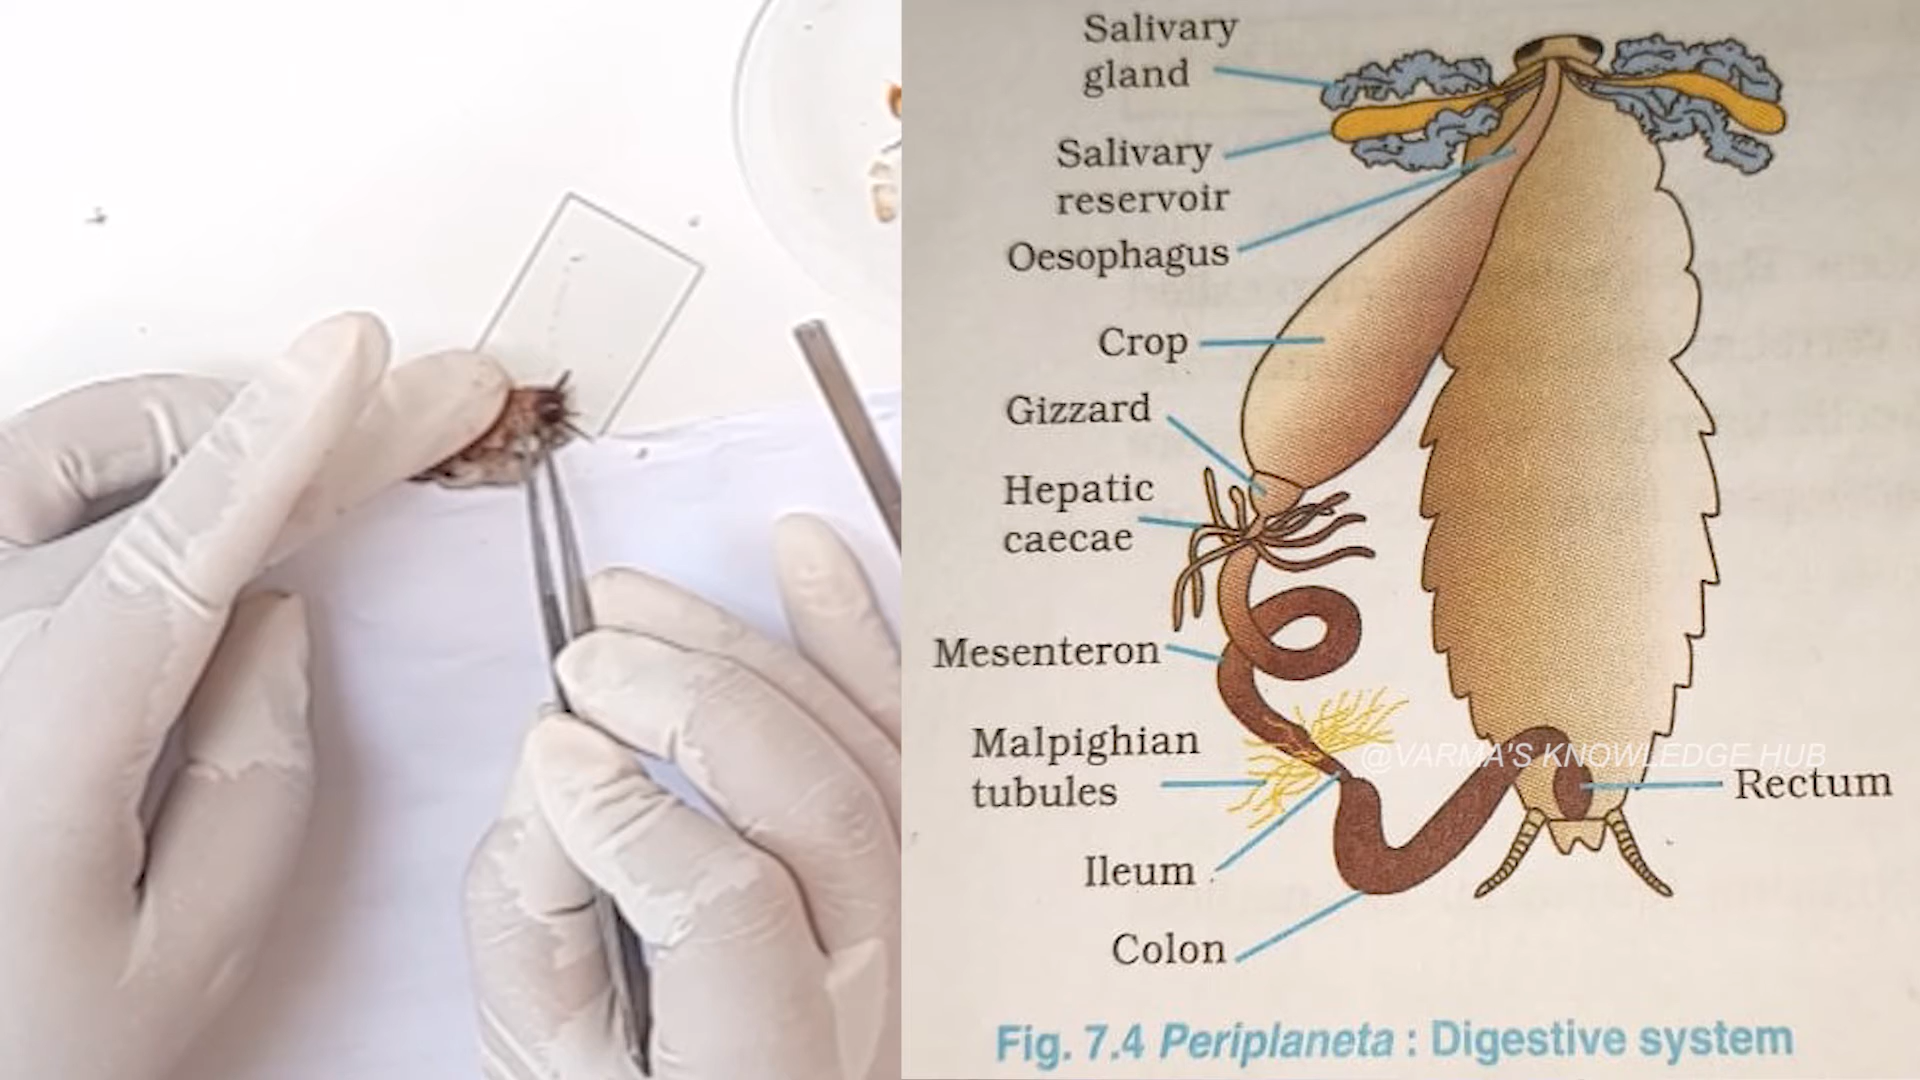 Salivary
gland
Salivary
reservoir
Oesophagus
Crop
Gizzard
Hepatic
caecae
Mesenteron
Malpighian
tubules
@VARMA'S KNOWLEDGE HUB
Rectum
Ileum
Colon
Fig. 7.4 Periplaneta : Digestive system